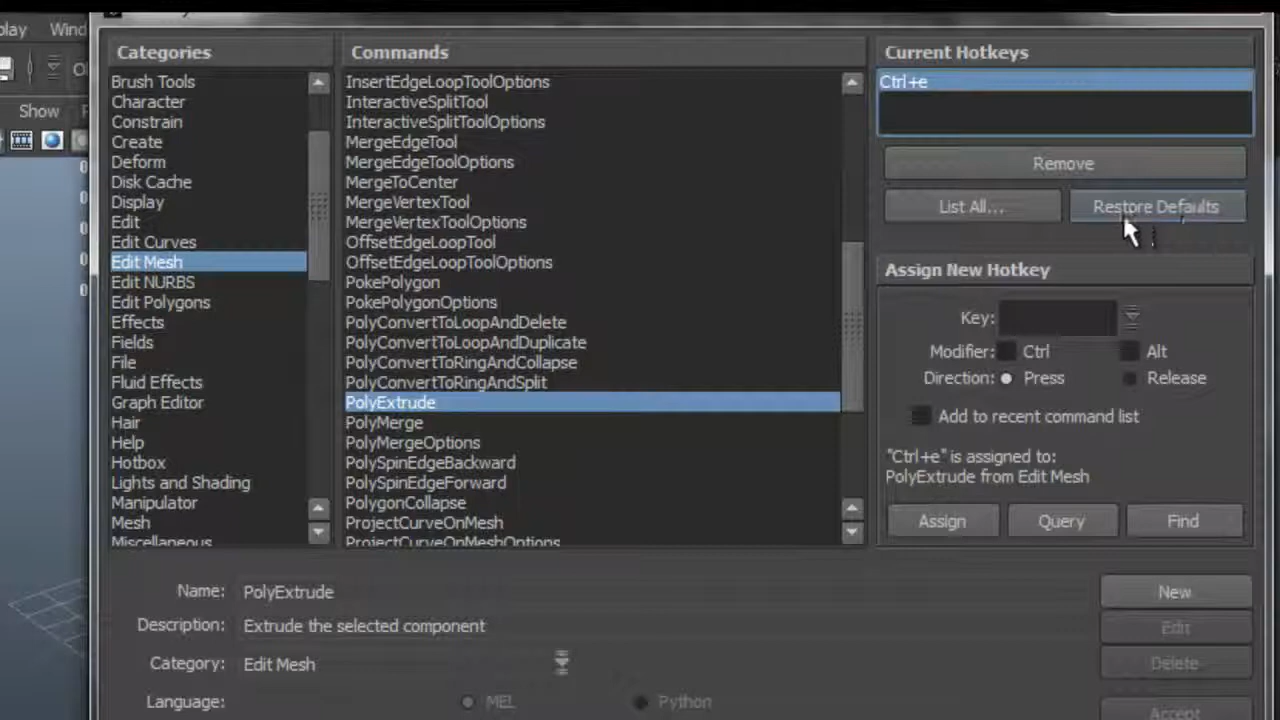 play Wind
Show
Categories
Brush Tools
Character
Constrain
Create
Deform
Disk Cache
Display
Edit
Edit Curves
Edit Mesh
Edit NURBS
Edit Polygons
Effects
Fields
File
Fluid Effects
Graph Editor
Hair
Help
Hotbox
Lights and Shading
Manipulator
Mesh
Miscellaneous
Commands
InsertEdgeLoopToolOptions
InteractiveSplitTool
InteractiveSplitToolOptions
MergeEdgeTool
MergeEdgeToolOptions
MergeToCenter
MergeVertexTool
MergeVertexToolOptions
OffsetEdgeLoopTool
OffsetEdgeLoopToolOptions
PokePolygon
PokePolygonOptions
PolyConvertToLoopAndDelete
PolyConvertToLoopAndDuplicate
PolyConvertToRingAndCollapse
PolyConvertToRingAndSplit
PolyExtrude
PolyMerge
PolyMergeOptions
PolySpinEdgeBackward
PolySpinEdgeForward
PolygonCollapse
ProjectCurveOnMesh
ProjectCurveOnMeshOptions
Current Hotkeys
Ctrl+e
Remove
List All... Restore Defaults
Assign New Hotkey
Key:
Modifier: Ctrl Alt
Direction: Press Release
Add to recent command list
"Ctrl+e" is assigned to:
PolyExtrude from Edit Mesh
Assign Query Find
Name: PolyExtrude
Description: Extrude the selected component
Category: Edit Mesh
Language: MEL Python
New
Edit
Delete
Accept